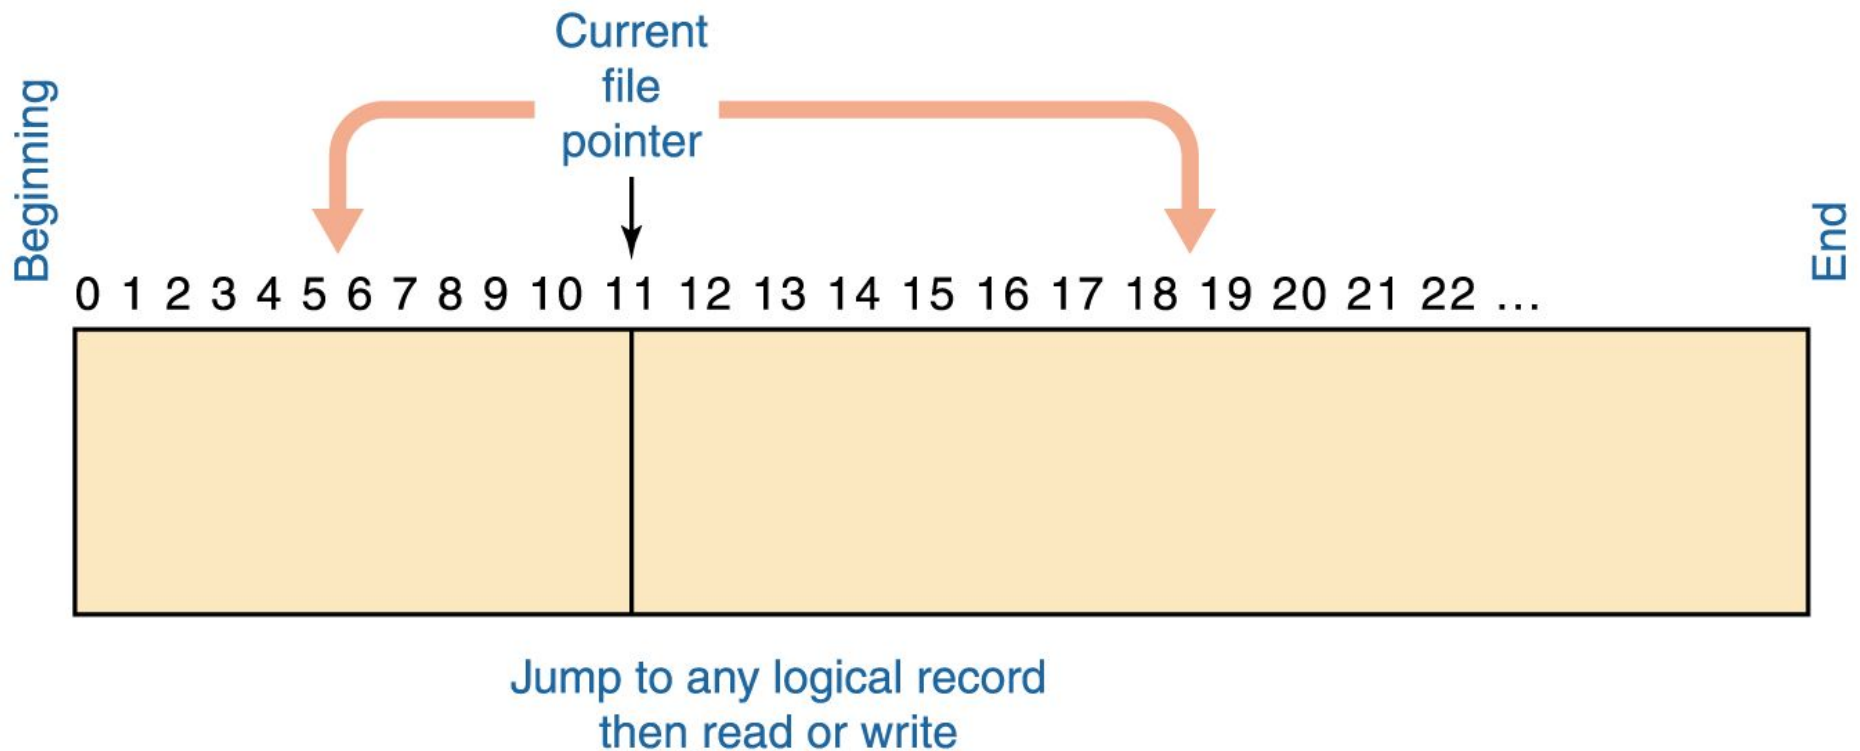 Current
file
pointer
Beginning
End
0 1 2 3 4 5 6 7 8 9 10 11 12 13 14 15 16 17 18 19 20 21 22 ...
Jump to any logical record
then read or write